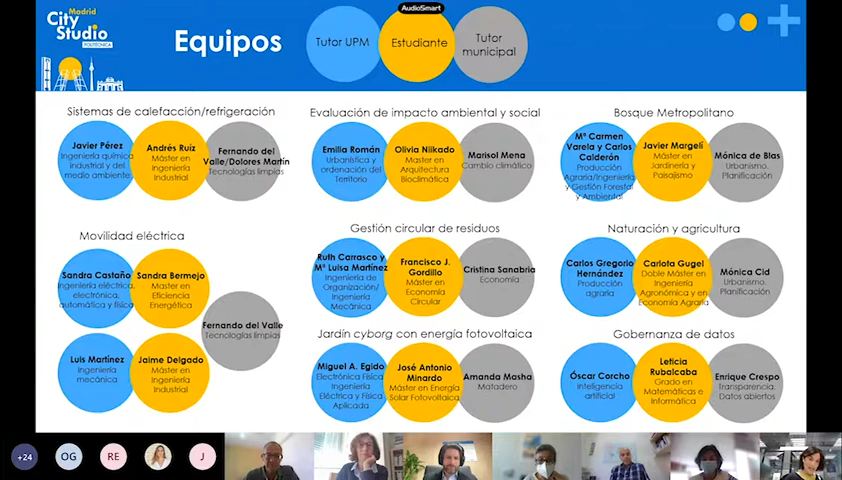 AudioSmart
Madrid
City
Studio
POLITÉCNICA
Equipos
Tutor UPM
Estudiante
Tutor
municipal
Sistemas de calefacción/refrigeración
Javier Pérez
Ingeniería química
industrial y del
medio ambiente
Andrés Ruíz
Máster en
Ingeniería
Industrial
Fernando del
Valle/Dolores Martín
Tecnologías limpias
Evaluación de impacto ambiental y social
Emilia Román
Urbanística y
ordenación del
Territorio
Olivia Niikado
Master en
Arquitectura
Bioclimática
Marisol Mena
Cambio climático
Bosque Metropolitano
Mª Carmen
Varela y Carlos
Calderón
Producción
Agraria/Ingeniería
y Gestión Forestal
y Ambiental
Javier Margelí
Máster en
Jardinería y
Paisajismo
Mónica de Blas
Urbanismo.
Planificación
Movilidad eléctrica
Sandra Castaño
Ingeniería eléctrica,
electrónica,
automática y física
Sandra Bermejo
Master en
Eficiencia
Energética
Luis Martínez
Ingeniería
mecánica
Jaime Delgado
Máster en
Ingeniería
Industrial
Fernando del Valle
Tecnologías limpias
Gestión circular de residuos
Ruth Carrasco y
Mª Luisa Martínez
Ingeniería de
Organización/
Ingeniería
Mecánica
Francisco J.
Gordillo
Máster en
Economía
Circular
Cristina Sanabria
Economía
Naturación y agricultura
Carlos Gregorio
Hernández
Producción
agraria
Carlota Gugel
Doble Máster en
Ingeniería
Agronómica y en
Economía Agraria
Mónica Cid
Urbanismo.
Planificación
Jardín cyborg con energía fotovoltaica
Miguel A. Egido
Electrónica Física
Ingeniería
Eléctrica y Física
Aplicada
José Antonio
Minardo
Máster en Energía
Solar Fotovoltaica
Amanda Masha
Matadero
Gobernanza de datos
Óscar Corcho
Inteligencia
artificial
Leticia
Rubalcaba
Grado en
Matemáticas e
Informática
Enrique Crespo
Transparencia.
Datos abiertos
+24
OG
RE
J